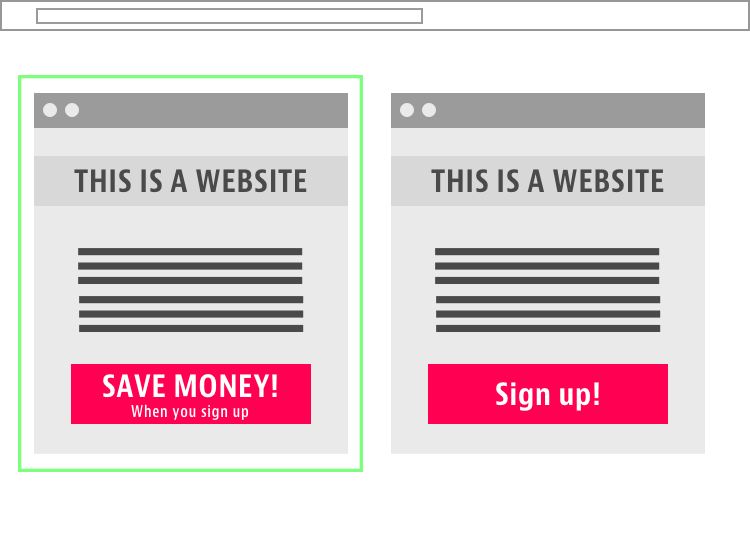 THIS IS A WEBSITE
SAVE MONEY!
When you sign up
THIS IS A WEBSITE
Sign up!